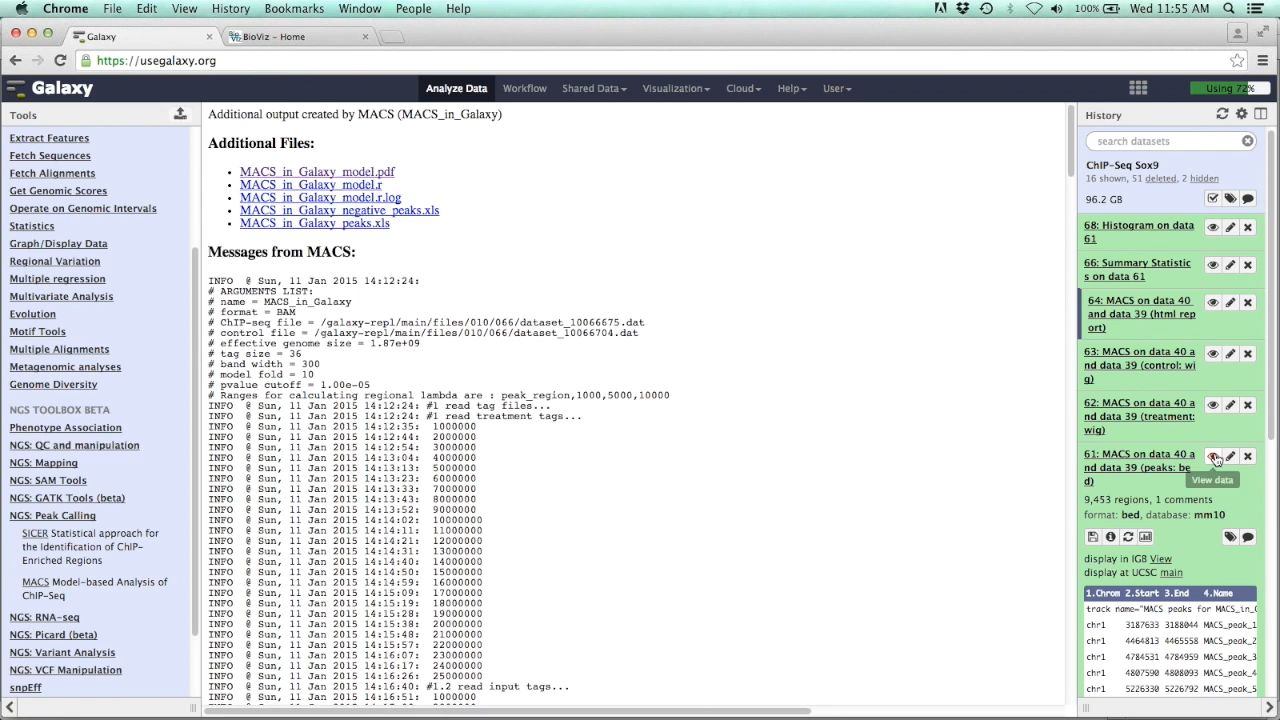 Chrome File Edit View History Bookmarks Window People Help 100% Wed 11:55 AM
Galaxy BioViz - Home
https://usegalaxy.org
Galaxy Analyze Data Workflow Shared Data Visualization Cloud Help User Using 72%
Tools
Extract Features
Fetch Sequences
Fetch Alignments
Get Genomic Scores
Operate on Genomic Intervals
Statistics
Graph/Display Data
Regional Variation
Multiple regression
Multivariate Analysis
Evolution
Motif Tools
Multiple Alignments
Metagenomic analyses
Genome Diversity
NGS TOOLBOX BETA
Phenotype Association
NGS: QC and manipulation
NGS: Mapping
NGS: SAM Tools
NGS: GATK Tools (beta)
NGS: Peak Calling
SICER Statistical approach for
the Identification of ChIP-
Enriched Regions
MACS Model-based Analysis of
ChIP-Seq
NGS: RNA-seq
NGS: Picard (beta)
NGS: Variant Analysis
NGS: VCF Manipulation
snpEff
Additional output created by MACS (MACS_in_Galaxy)
Additional Files:
• MACS_in_Galaxy_model.pdf
• MACS_in_Galaxy_model.r
• MACS_in_Galaxy_model.r.log
• MACS_in_Galaxy_negative_peaks.xls
• MACS_in_Galaxy_peaks.xls
Messages from MACS:
INFO @ Sun, 11 Jan 2015 14:12:24:
# ARGUMENTS LIST:
# name = MACS_in_Galaxy
# format = BAM
# ChIP-seq file = /galaxy-repl/main/files/010/066/dataset_10066675.dat
# control file = /galaxy-repl/main/files/010/066/dataset_10066704.dat
# effective genome size = 1.87e+09
# tag size = 36
# band width = 300
# model fold = 10
# pvalue cutoff = 1.00e-05
# Ranges for calculating regional lambda are : peak_region,1000,5000,10000
INFO @ Sun, 11 Jan 2015 14:12:24: #1 read tag files...
INFO @ Sun, 11 Jan 2015 14:12:24: #1 read treatment tags...
INFO @ Sun, 11 Jan 2015 14:12:35: 1000000
INFO @ Sun, 11 Jan 2015 14:12:44: 2000000
INFO @ Sun, 11 Jan 2015 14:12:54: 3000000
INFO @ Sun, 11 Jan 2015 14:13:04: 4000000
INFO @ Sun, 11 Jan 2015 14:13:13: 5000000
INFO @ Sun, 11 Jan 2015 14:13:23: 6000000
INFO @ Sun, 11 Jan 2015 14:13:33: 7000000
INFO @ Sun, 11 Jan 2015 14:13:43: 8000000
INFO @ Sun, 11 Jan 2015 14:13:52: 9000000
INFO @ Sun, 11 Jan 2015 14:14:02: 10000000
INFO @ Sun, 11 Jan 2015 14:14:11: 11000000
INFO @ Sun, 11 Jan 2015 14:14:21: 12000000
INFO @ Sun, 11 Jan 2015 14:14:31: 13000000
INFO @ Sun, 11 Jan 2015 14:14:40: 14000000
INFO @ Sun, 11 Jan 2015 14:14:50: 15000000
INFO @ Sun, 11 Jan 2015 14:14:59: 16000000
INFO @ Sun, 11 Jan 2015 14:15:09: 17000000
INFO @ Sun, 11 Jan 2015 14:15:19: 18000000
INFO @ Sun, 11 Jan 2015 14:15:28: 19000000
INFO @ Sun, 11 Jan 2015 14:15:38: 20000000
INFO @ Sun, 11 Jan 2015 14:15:48: 21000000
INFO @ Sun, 11 Jan 2015 14:15:57: 22000000
INFO @ Sun, 11 Jan 2015 14:16:07: 23000000
INFO @ Sun, 11 Jan 2015 14:16:17: 24000000
INFO @ Sun, 11 Jan 2015 14:16:26: 25000000
INFO @ Sun, 11 Jan 2015 14:16:40: #1.2 read input tags...
INFO @ Sun, 11 Jan 2015 14:16:51: 1000000
History
search datasets
ChIP-Seq Sox9
16 shown, 51 deleted, 2 hidden
96.2 GB
68: Histogram on data
61
66: Summary Statistic
s on data 61
64: MACS on data 40
and data 39 (html rep
ort)
63: MACS on data 40 a
nd data 39 (control: wi
g)
62: MACS on data 40 a
nd data 39 (treatment:
wig)
61: MACS on data 40 a
nd data 39 (peaks: be
d)
View data
9,453 regions, 1 comments
format: bed, database: mm10
display in IGB View
display at UCSC main
1.Chrom 2.Start 3.End 4.Name
track name="MACS peaks for MACS_in_
chr1 3187633 3188044 MACS_peak_1
chr1 4464813 4465558 MACS_peak_2
chr1 4784531 4784959 MACS_peak_3
chr1 4807590 4808093 MACS_peak_4
chr1 5226330 5226792 MACS_peak_5